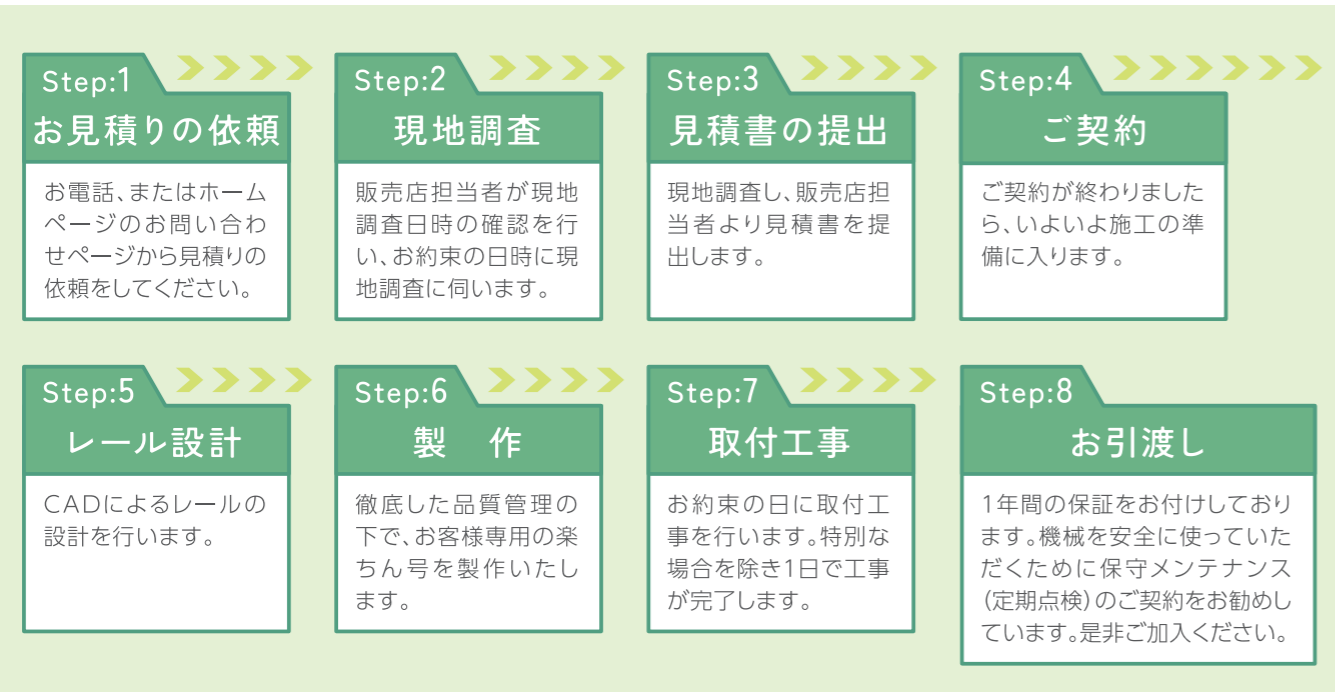 Step:1
お見積りの依頼
お電話、またはホーム
ページのお問い合わ
せページから見積りの
依頼をしてください。
Step:2
現地調査
販売店担当者が現地
調査日時の確認を行
い、お約束の日時に現
地調査に伺います。
Step:3
見積書の提出
現地調査し、販売店担
当者より見積書を提
出します。
Step:4
ご契約
ご契約が終わりました
ら、いよいよ施工の準
備に入ります。
Step:5
レール設計
CADによるレールの
設計を行います。
Step:6
製　作
徹底した品質管理の
下で、お客様専用の楽
ちん号を製作いたし
ます。
Step:7
取付工事
お約束の日に取付工
事を行います。特別な
場合を除き1日で工事
が完了します。
Step:8
お引渡し
1年間の保証をお付けしており
ます。機械を安全に使っていた
だくために保守メンテナンス
(定期点検)のご契約をお勧めし
ています。是非ご加入ください。